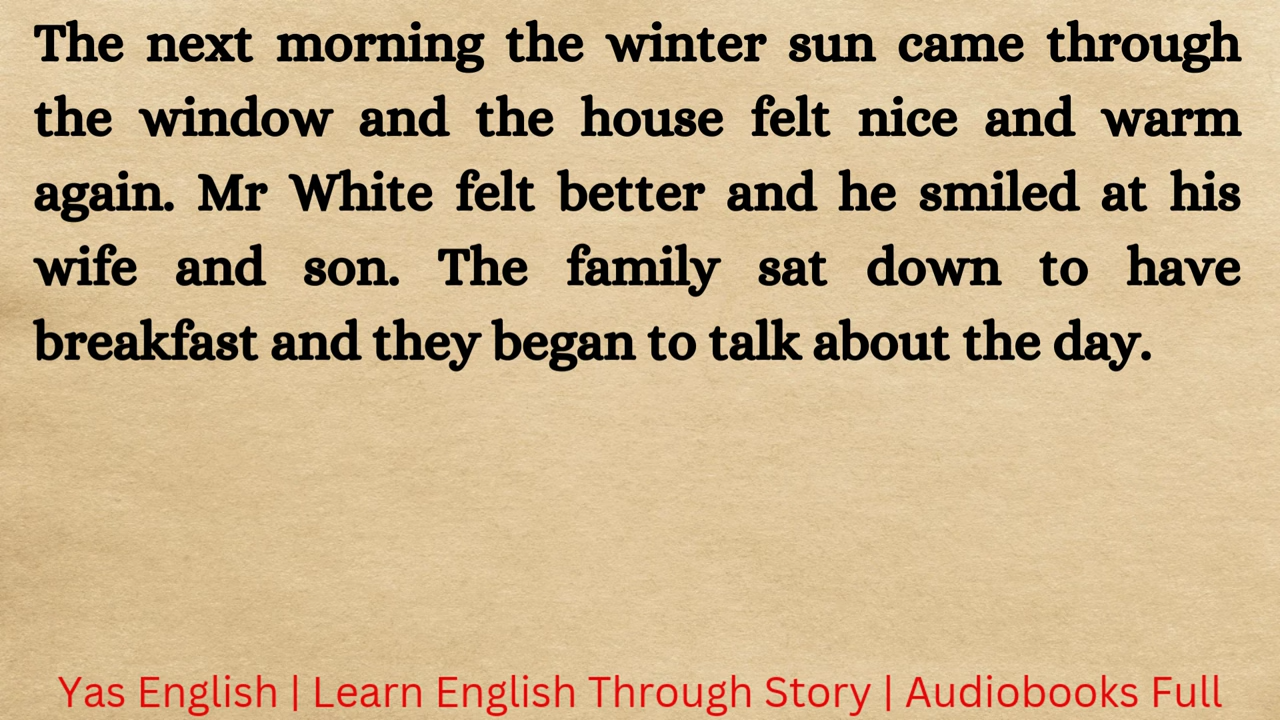 The next morning the winter sun came through
the window and the house felt nice and warm
again. Mr White felt better and he smiled at his
wife and son. The family sat down to have
breakfast and they began to talk about the day.
Yas English | Learn English Through Story | Audiobooks Full